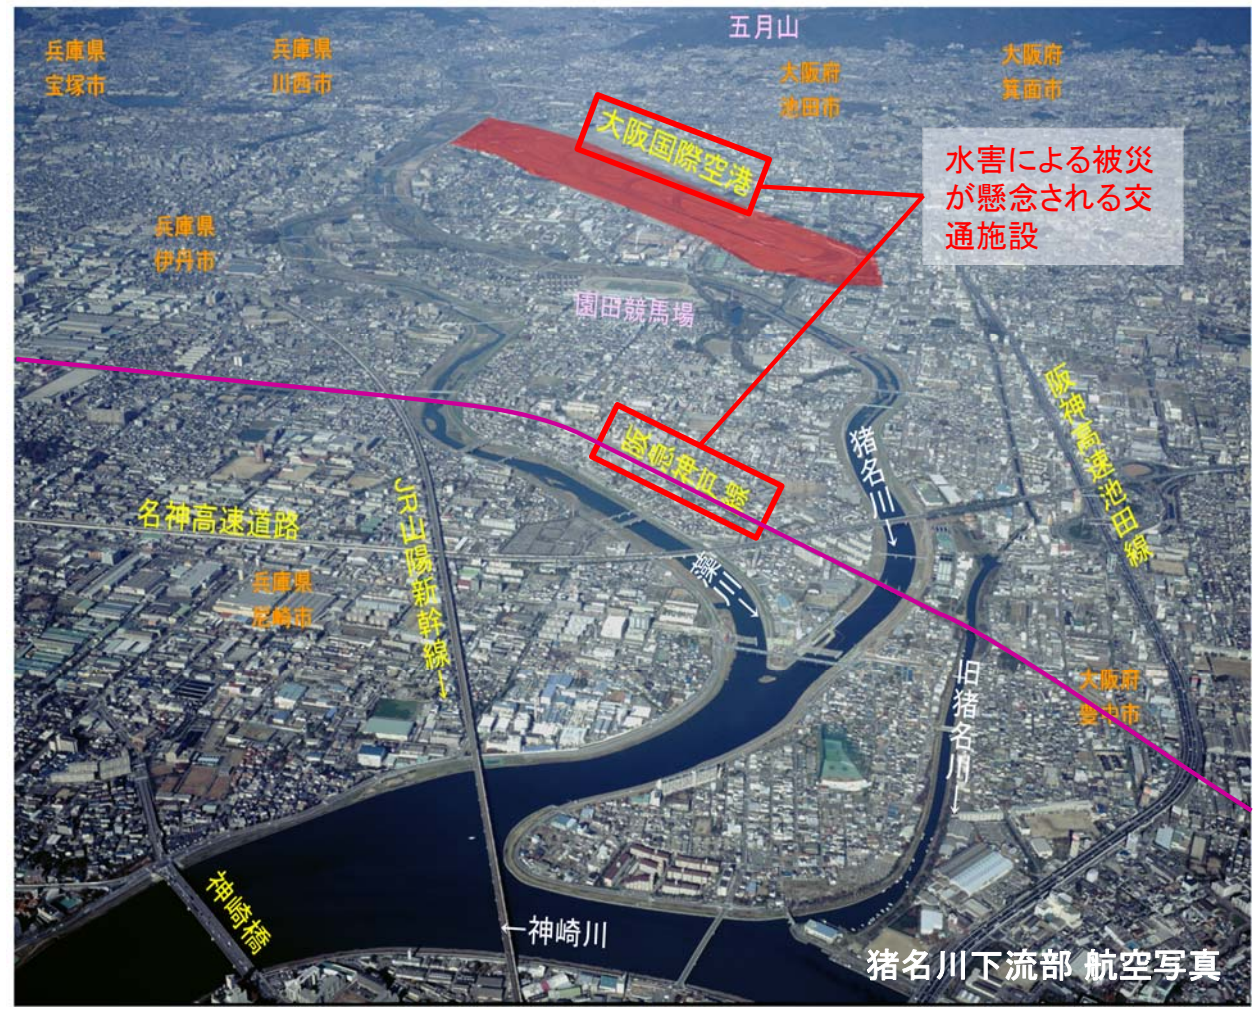 五月山
兵庫県
宝塚市
兵庫県
川西市
大阪府
池田市
大阪府
箕面市
大阪国際空港
水害による被災
が懸念される交
通施設
兵庫県
伊丹市
園田競馬場
阪神高速池田線
阪急神戸線
猪名川→
名神高速道路
JR山陽新幹線→
藻川→
兵庫県
尼崎市
旧猪名川→
大阪府
豊中市
神崎橋
←神崎川
猪名川下流部 航空写真